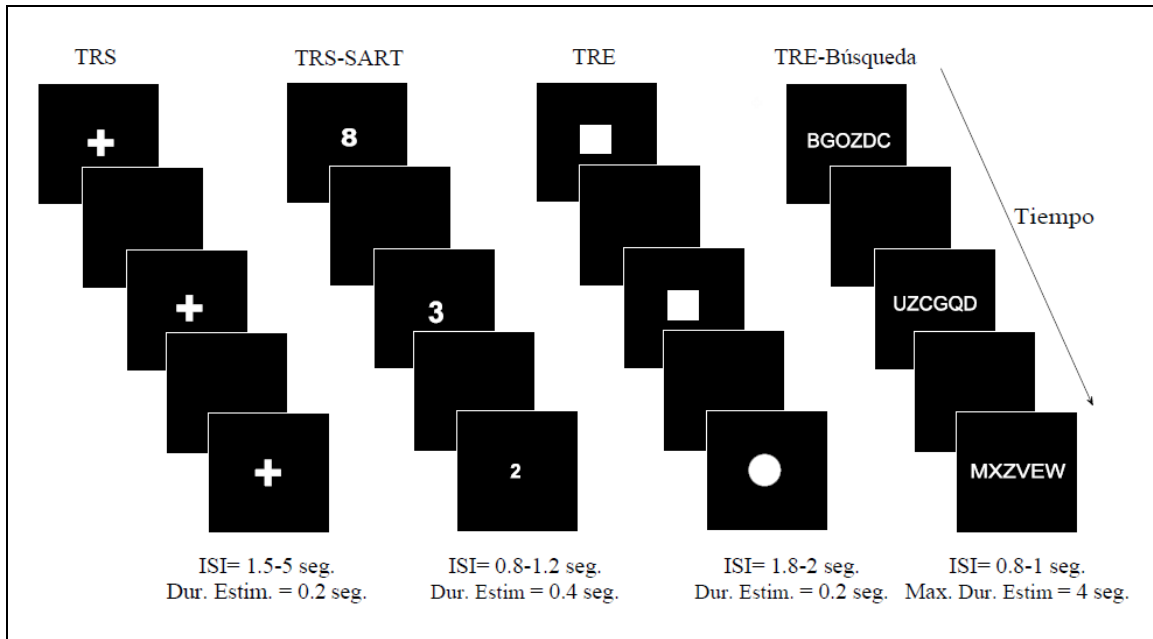 TRS
TRS-SART
TRE
TRE-Búsqueda
8
BGOZDC
Tiempo
3
UZCGQD
2
MXZVEW
ISI= 1.5-5 seg.
Dur. Estim. = 0.2 seg.
ISI= 0.8-1.2 seg.
Dur. Estim = 0.4 seg.
ISI= 1.8-2 seg.
Dur. Estim. = 0.2 seg.
ISI= 0.8-1 seg.
Max. Dur. Estim = 4 seg.